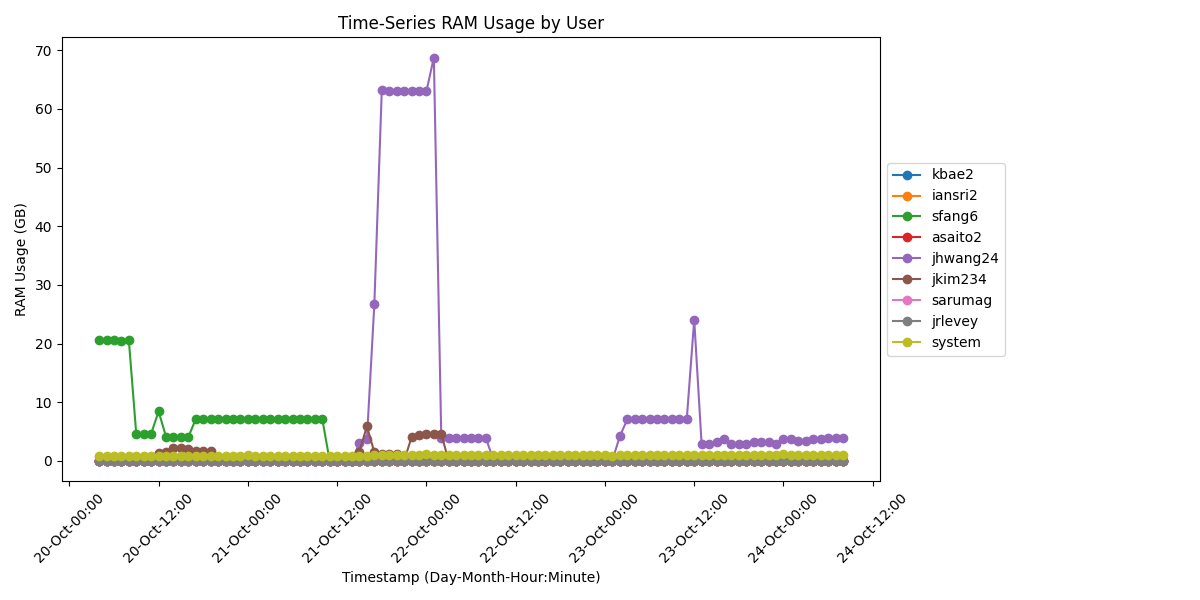 Time-Series RAM Usage by User
RAM Usage (GB)
70
60
50
40
30
20
10
0
20-Oct-00:00
20-Oct-12:00
21-Oct-00:00
21-Oct-12:00
22-Oct-00:00
22-Oct-12:00
23-Oct-00:00
23-Oct-12:00
24-Oct-00:00
24-Oct-12:00
Timestamp (Day-Month-Hour:Minute)
kbae2
iansri2
sfang6
asaito2
jhwang24
jkim234
sarumag
jrlevey
system